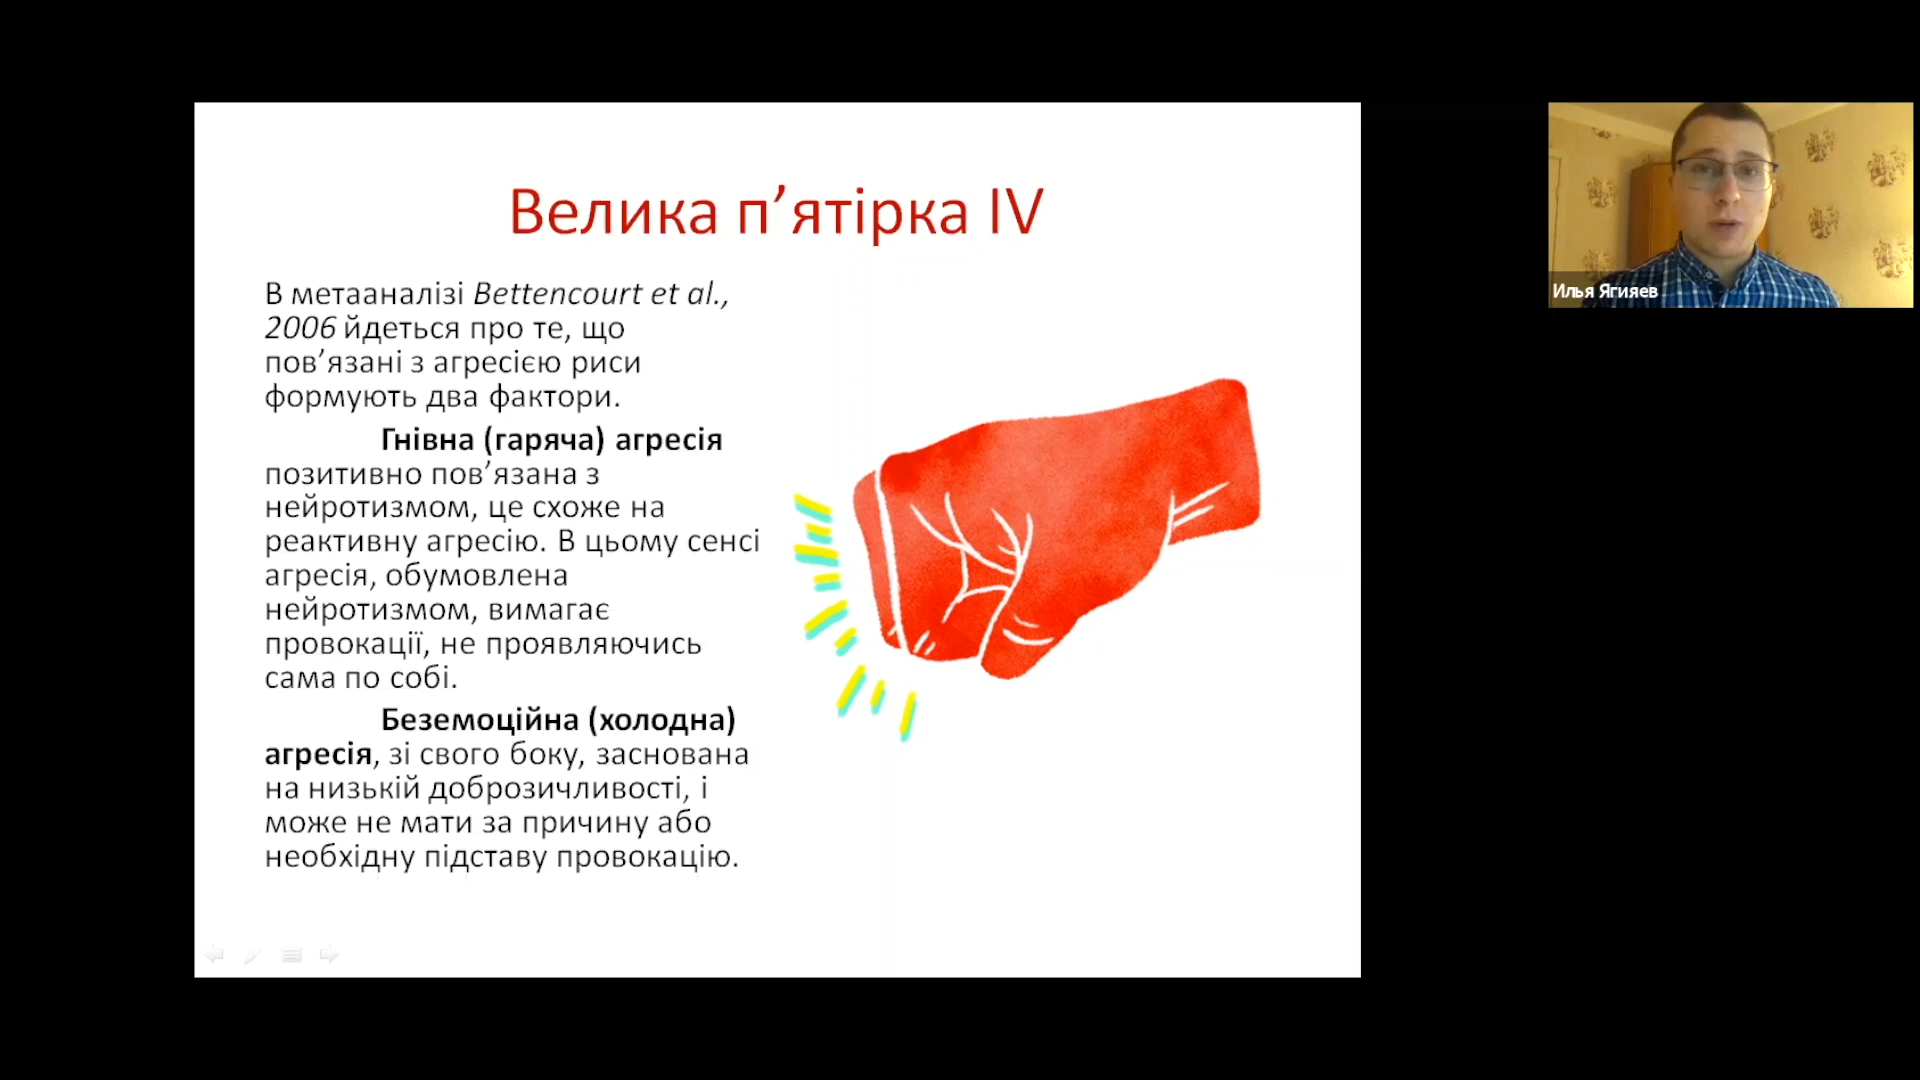 Велика п’ятірка IV
В метааналізі Bettencourt et al.,
2006 йдеться про те, що
пов’язані з агресією риси
формують два фактори.
Гнівна (гаряча) агресія
позитивно пов’язана з
нейротизмом, це схоже на
реактивну агресію. В цьому сенсі
агресія, обумовлена
нейротизмом, вимагає
провокації, не проявляючись
сама по собі.
Беземоційна (холодна)
агресія, зі свого боку, заснована
на низькій доброзичливості, і
може не мати за причину або
необхідну підставу провокацію.
Илья Ягияев